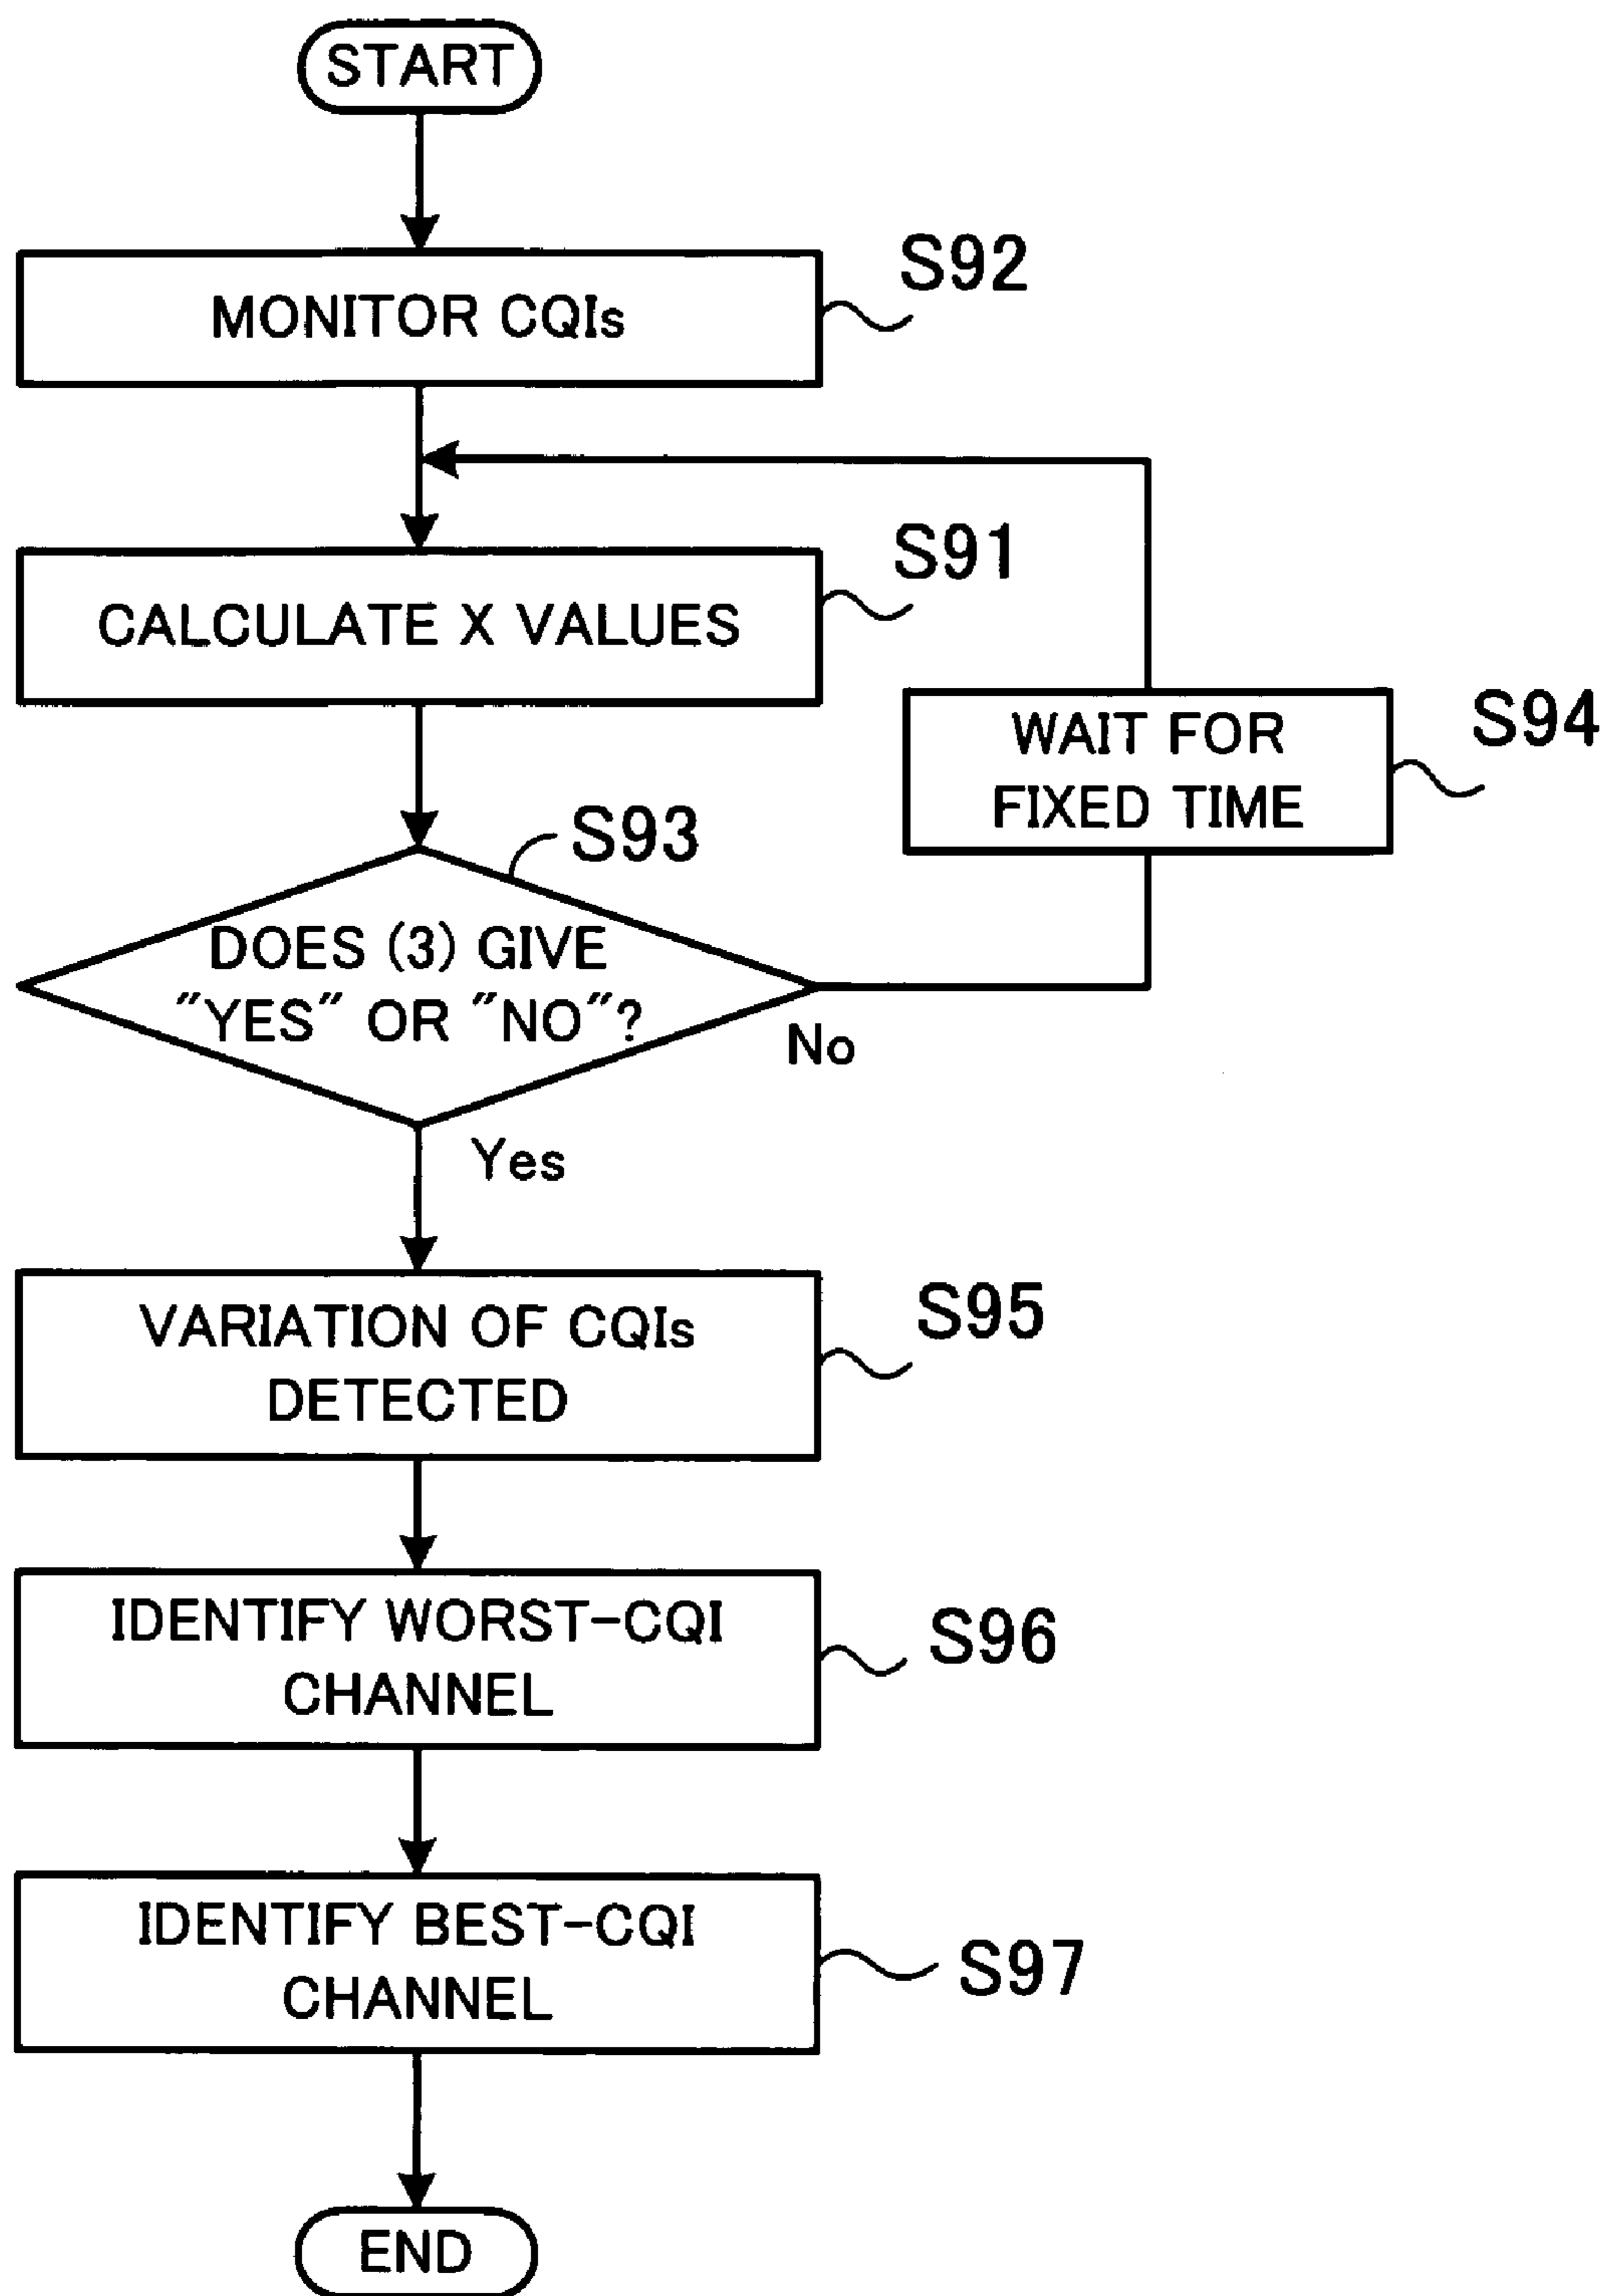 START
MONITOR CQIs
S92
CALCULATE X VALUES
S91
WAIT FOR
FIXED TIME
S94
S93
DOES (3) GIVE
"YES" OR "NO"?
No
Yes
VARIATION OF CQIs
DETECTED
S95
IDENTIFY WORST-CQI
CHANNEL
S96
IDENTIFY BEST-CQI
CHANNEL
S97
END